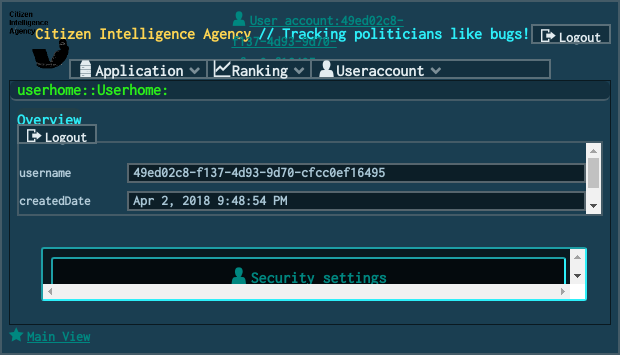 Citizen
Intelligence
Agency
User account:49ed02c8-
f137-4d93-9d70-
Citizen Intelligence Agency // Tracking politicians like bugs!
Logout
Application
Ranking
Useraccount
userhome::Userhome:
Overview
Logout
username
49ed02c8-f137-4d93-9d70-cfcc0ef16495
createdDate
Apr 2, 2018 9:48:54 PM
Security settings
Main View